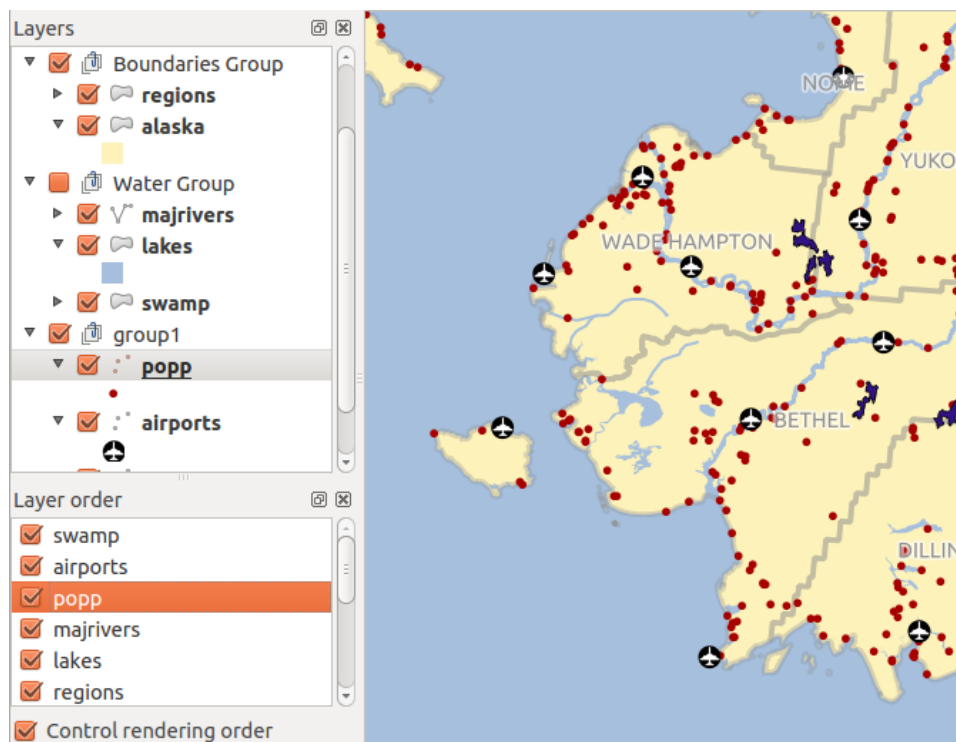 Layers
Boundaries Group
regions
alaska
Water Group
majrivers
lakes
swamp
group1
popp
airports
Layer order
swamp
airports
popp
majrivers
lakes
regions
Control rendering order
NOME
YUKO
WADE HAMPTON
BETHEL
DILLIN